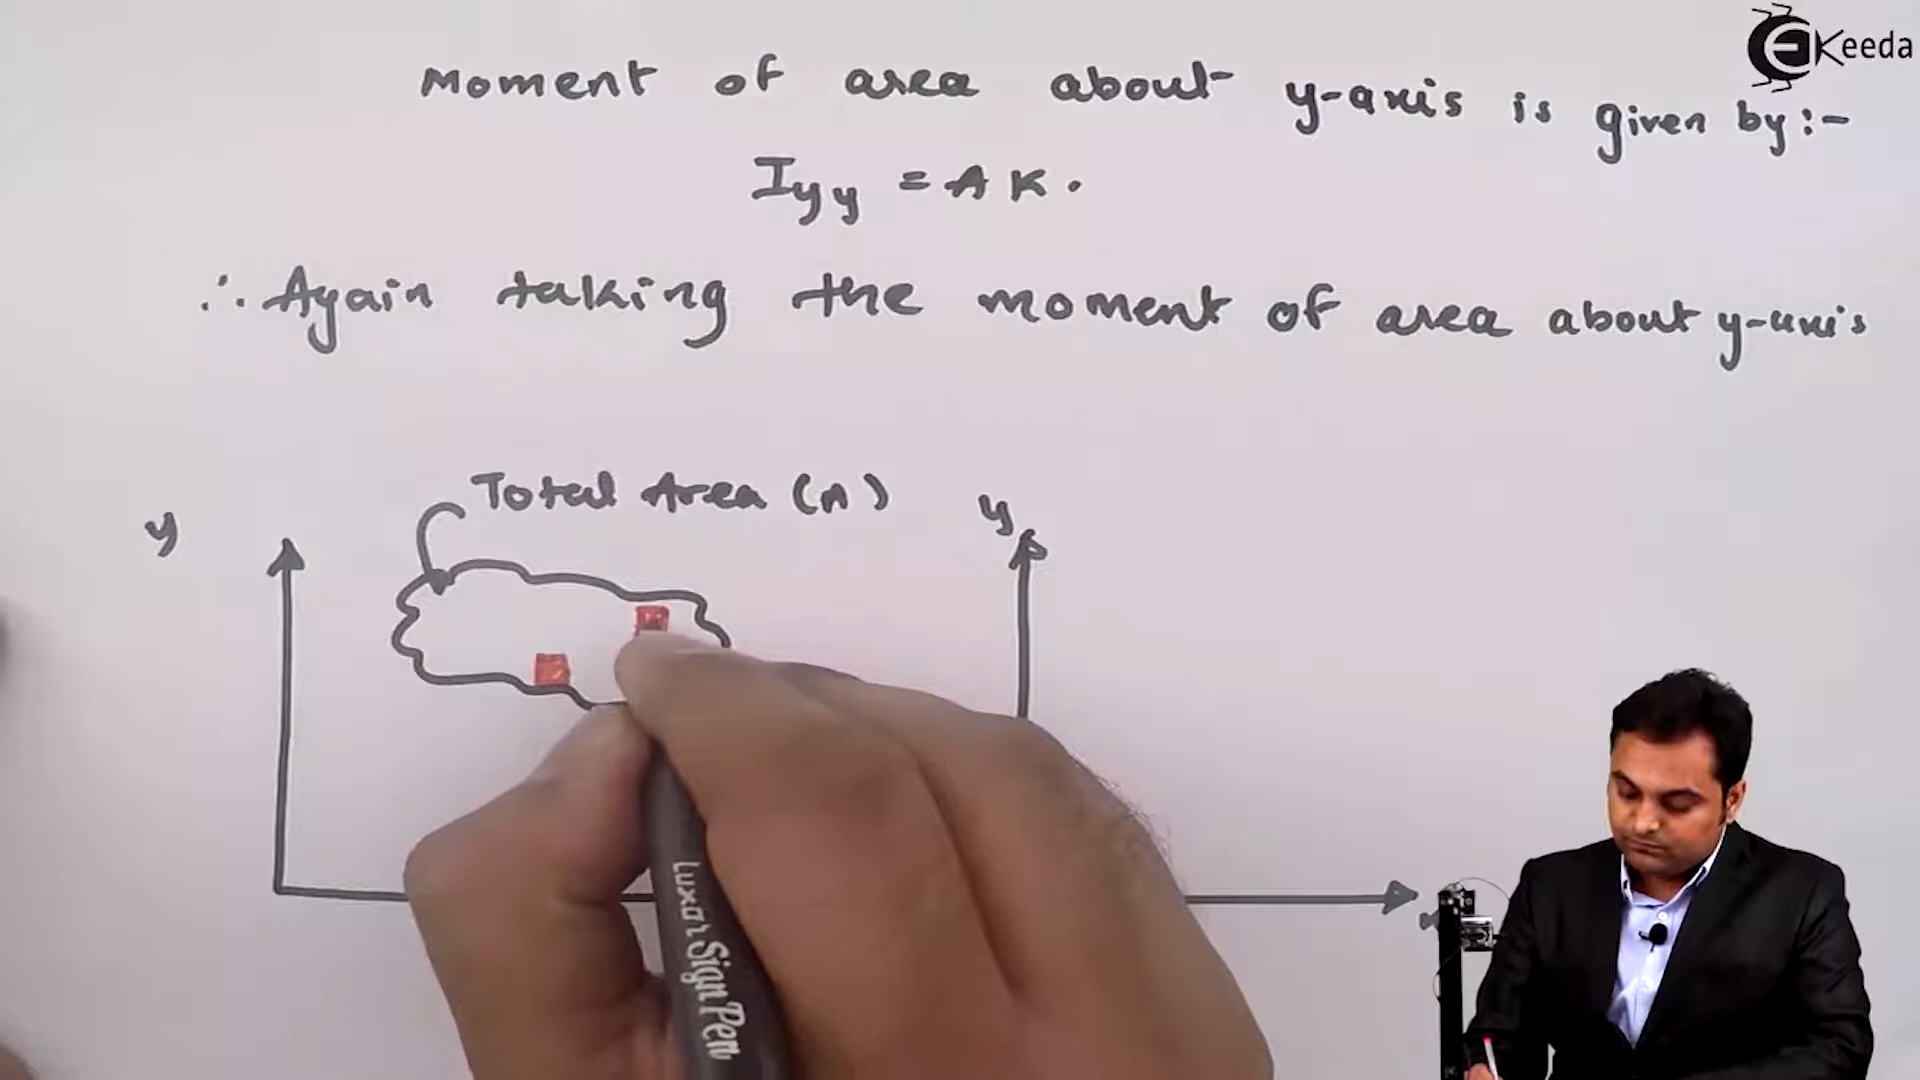 EKeeda
Moment of area about y-axis is given by:-
Iyy = AK.
∴ Again taking the moment of area about y-axis
Total Area (A)
y
y
Luxor Sign Pen